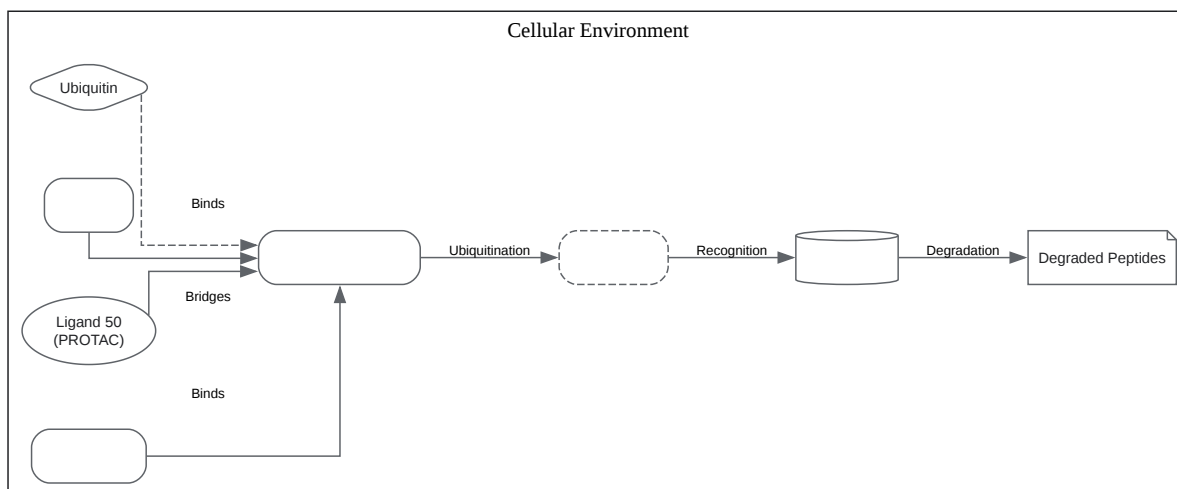 Cellular Environment
Ubiquitin
Binds
Ubiquitination
Recognition
Degradation
Degraded Peptides
Bridges
Ligand 50
(PROTAC)
Binds